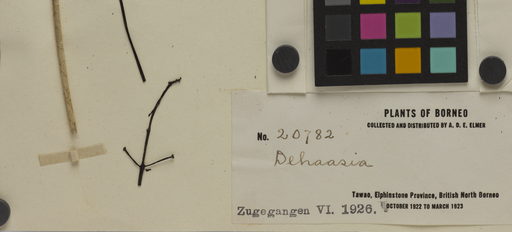 PLANTS OF BORNEO
COLLECTED AND DISTRIBUTED BY A. D. E. ELMER
No. 20782
Dehaasia
Tawao, Elphinstone Province, British North Borneo
OCTOBER 1922 TO MARCH 1923
Zugegangen VI. 1926.